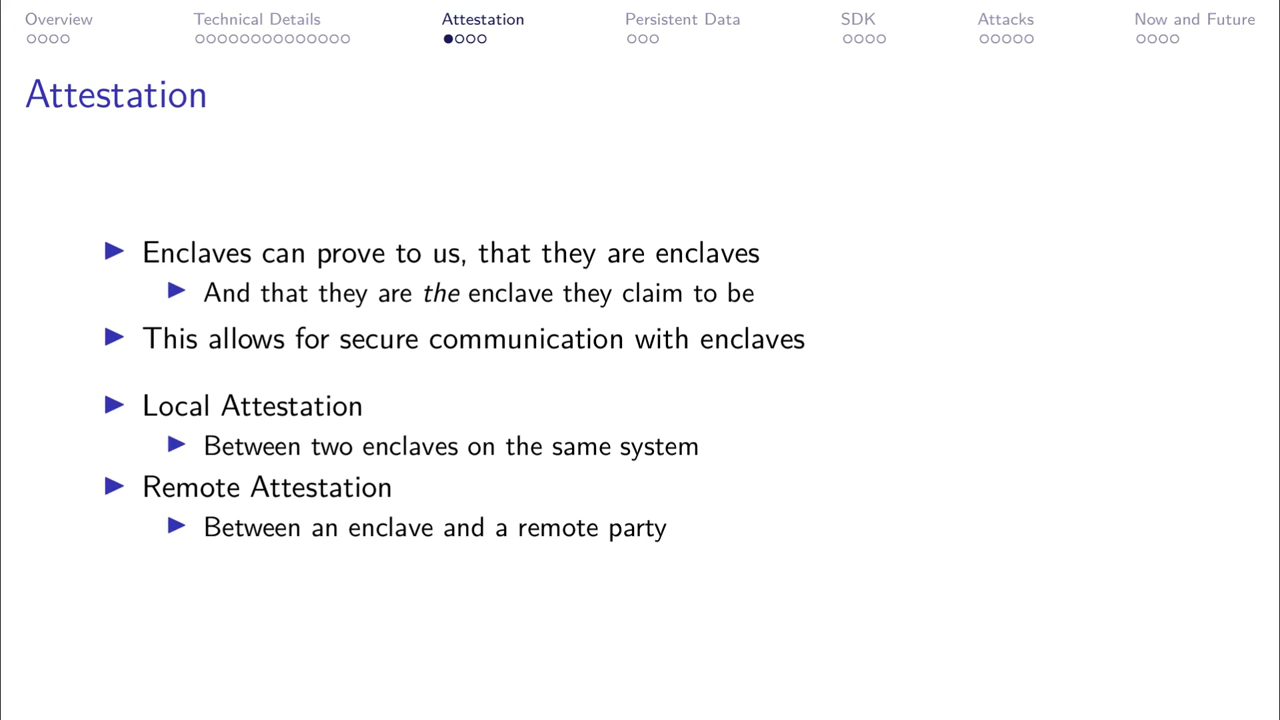 Overview
Technical Details
Attestation
Persistent Data
SDK
Attacks
Now and Future
Attestation
Enclaves can prove to us, that they are enclaves
And that they are the enclave they claim to be
This allows for secure communication with enclaves
Local Attestation
Between two enclaves on the same system
Remote Attestation
Between an enclave and a remote party